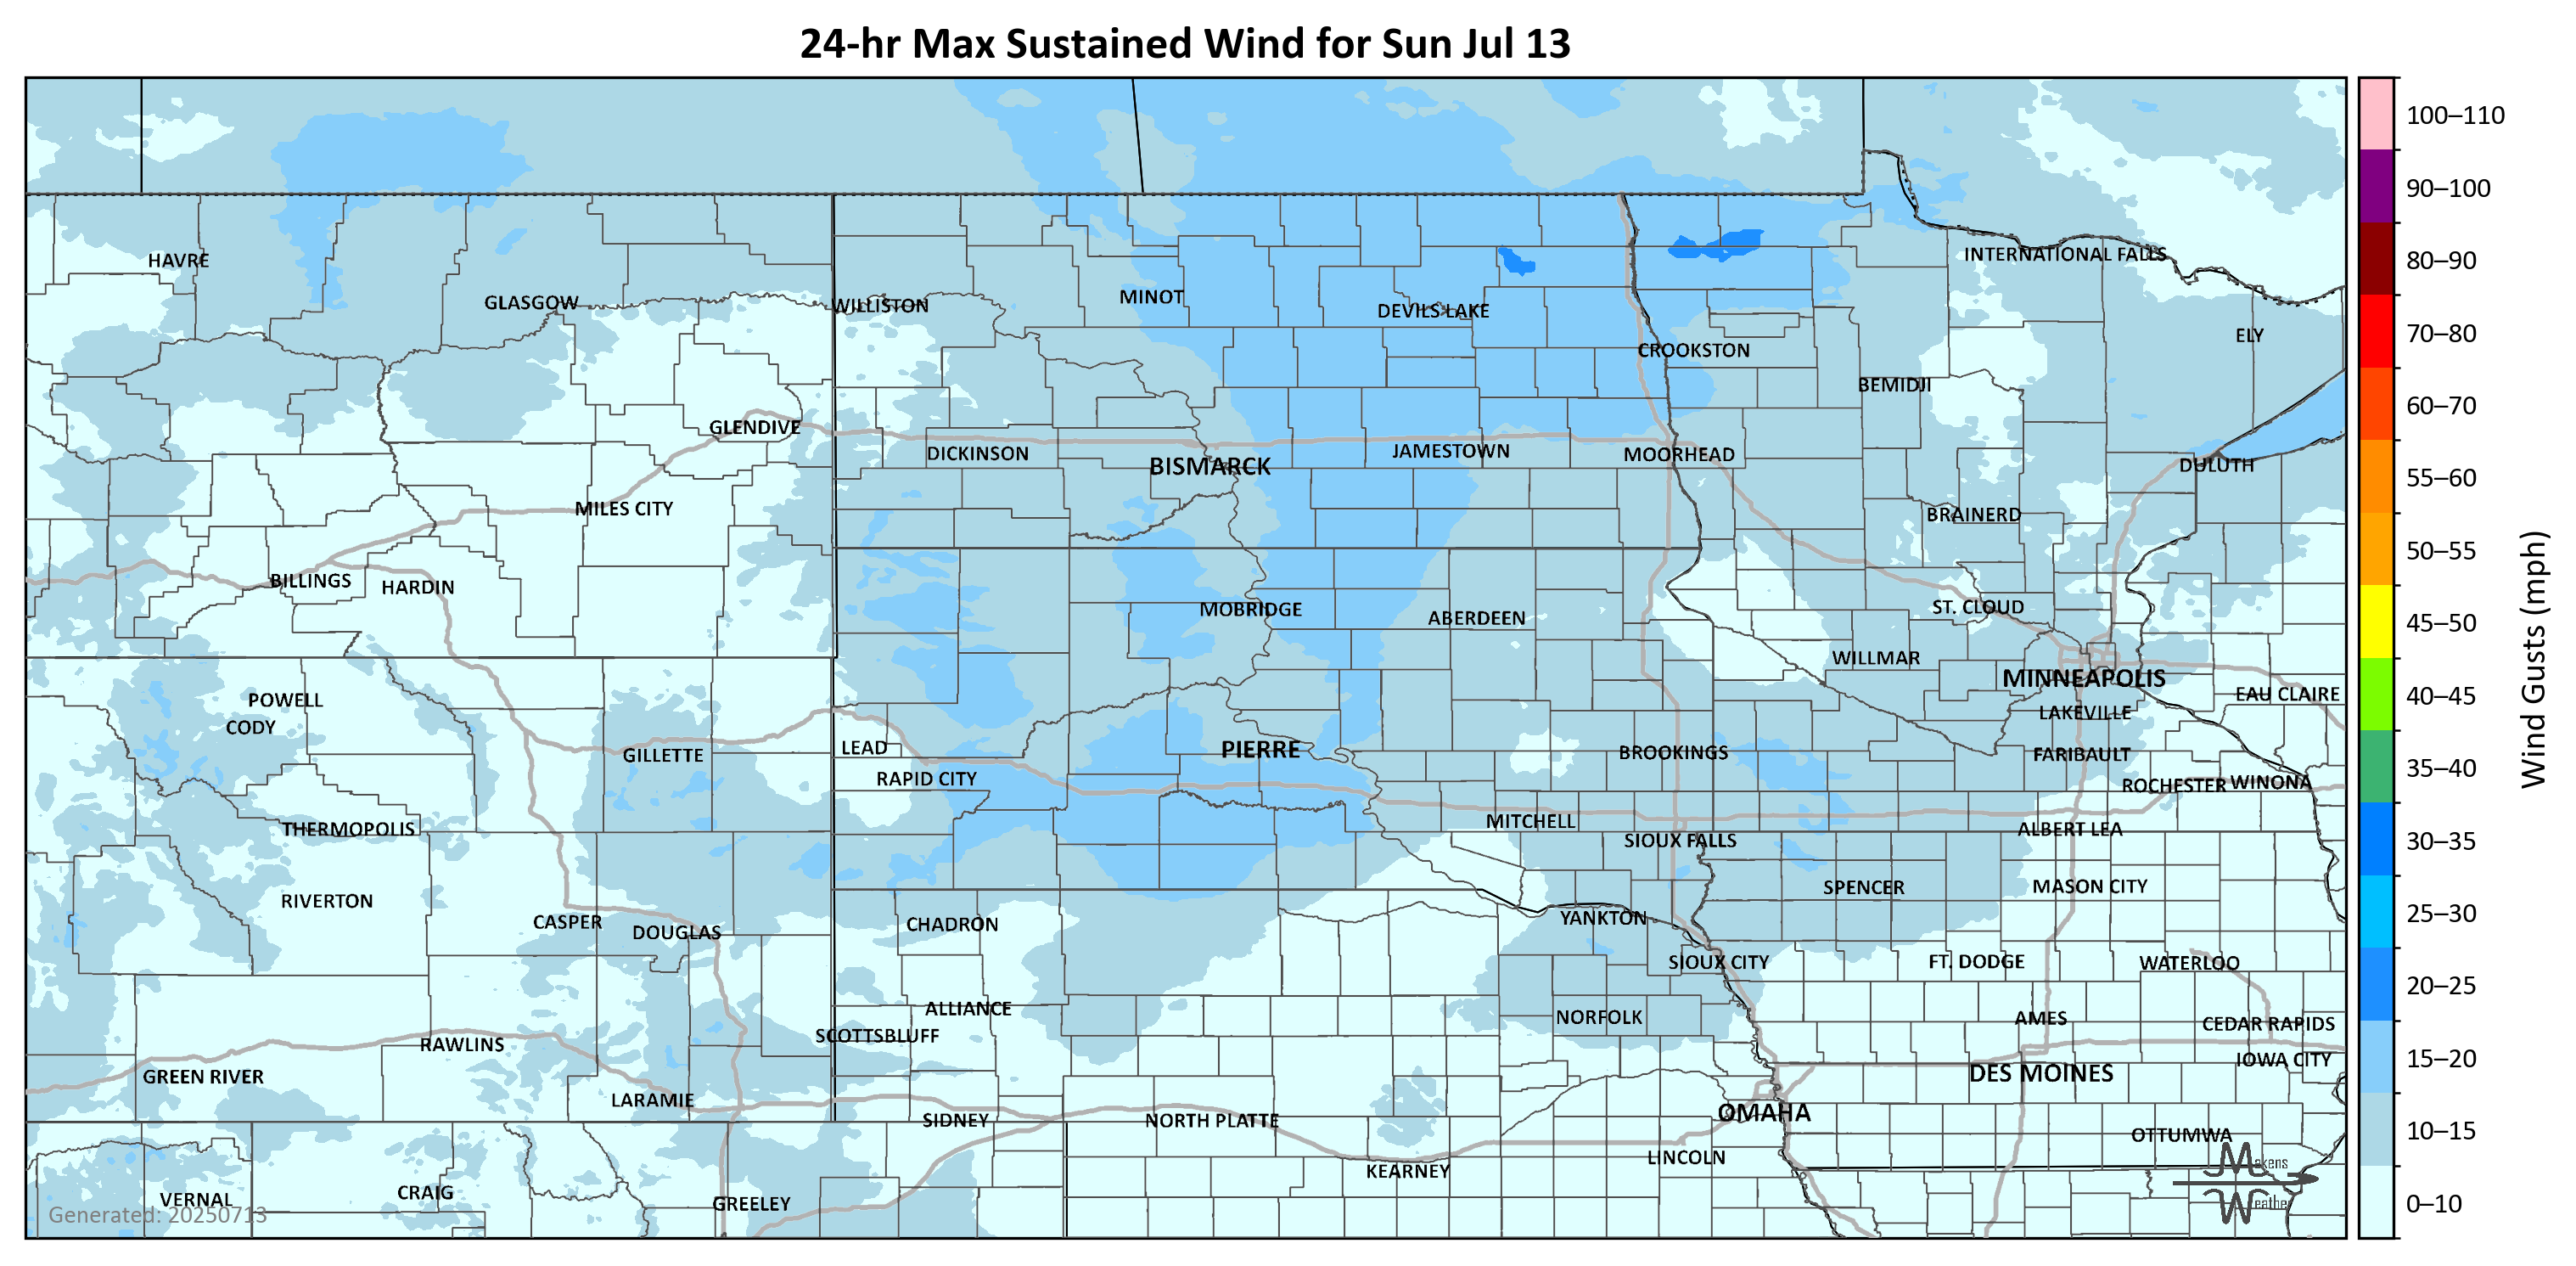 24-hr Max Sustained Wind for Sun Jul 13
HAVRE
GLASGOW
WILLISTON
MINOT
DEVILS LAKE
CROOKSTON
INTERNATIONAL FALLS
ELY
BEMIDJI
GLENDIVE
DICKINSON
BISMARCK
JAMESTOWN
MOORHEAD
DULUTH
MILES CITY
BRAINERD
BILLINGS
HARDIN
MOBRIDGE
ABERDEEN
ST. CLOUD
WILLMAR
MINNEAPOLIS
EAU CLAIRE
POWELL
CODY
LAKEVILLE
GILLETTE
LEAD
PIERRE
BROOKINGS
FARIBAULT
RAPID CITY
ROCHESTER
WINONA
THERMOPOLIS
MITCHELL
SIOUX FALLS
ALBERT LEA
RIVERTON
SPENCER
MASON CITY
CASPER
DOUGLAS
CHADRON
YANKTON
SIOUX CITY
FT. DODGE
WATERLOO
ALLIANCE
SCOTTSBLUFF
NORFOLK
AMES
CEDAR RAPIDS
RAWLINS
IOWA CITY
GREEN RIVER
DES MOINES
LARAMIE
SIDNEY
NORTH PLATTE
OMAHA
OTTUMWA
KEARNEY
LINCOLN
VERNAL
CRAIG
GREELEY
Generated: 20250713
Makens
Weather
100–110
90–100
80–90
70–80
60–70
55–60
50–55
45–50
40–45
35–40
30–35
25–30
20–25
15–20
10–15
0–10
Wind Gusts (mph)